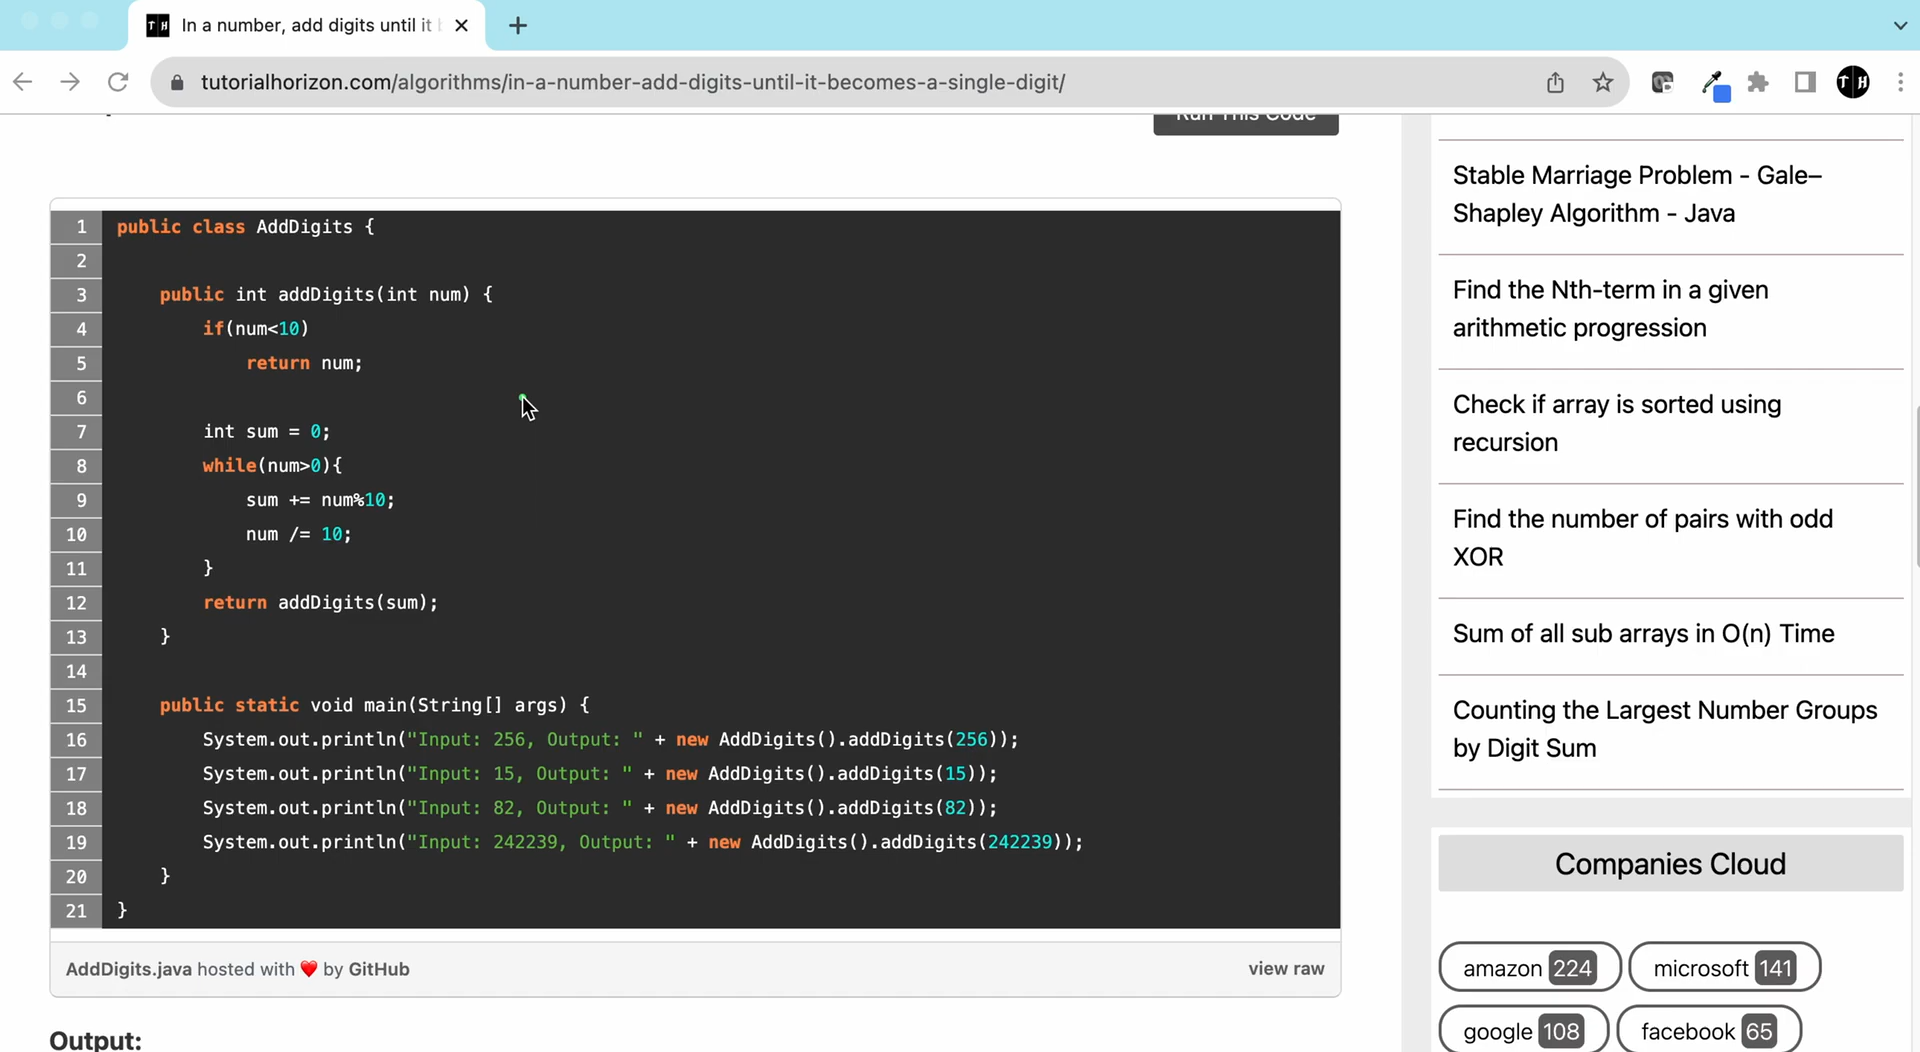 In a number, add digits until it
tutorialhorizon.com/algorithms/in-a-number-add-digits-until-it-becomes-a-single-digit/
TH
Run This Code
1 public class AddDigits {
2
3 public int addDigits(int num) {
4 if(num<10)
5 return num;
6
7 int sum = 0;
8 while(num>0){
9 sum += num%10;
10 num /= 10;
11 }
12 return addDigits(sum);
13 }
14
15 public static void main(String[] args) {
16 System.out.println("Input: 256, Output: " + new AddDigits().addDigits(256));
17 System.out.println("Input: 15, Output: " + new AddDigits().addDigits(15));
18 System.out.println("Input: 82, Output: " + new AddDigits().addDigits(82));
19 System.out.println("Input: 242239, Output: " + new AddDigits().addDigits(242239));
20 }
21 }
AddDigits.java hosted with ❤ by GitHub view raw
Output:
Stable Marriage Problem - Gale–
Shapley Algorithm - Java
Find the Nth-term in a given
arithmetic progression
Check if array is sorted using
recursion
Find the number of pairs with odd
XOR
Sum of all sub arrays in O(n) Time
Counting the Largest Number Groups
by Digit Sum
Companies Cloud
amazon 224 microsoft 141
google 108 facebook 65